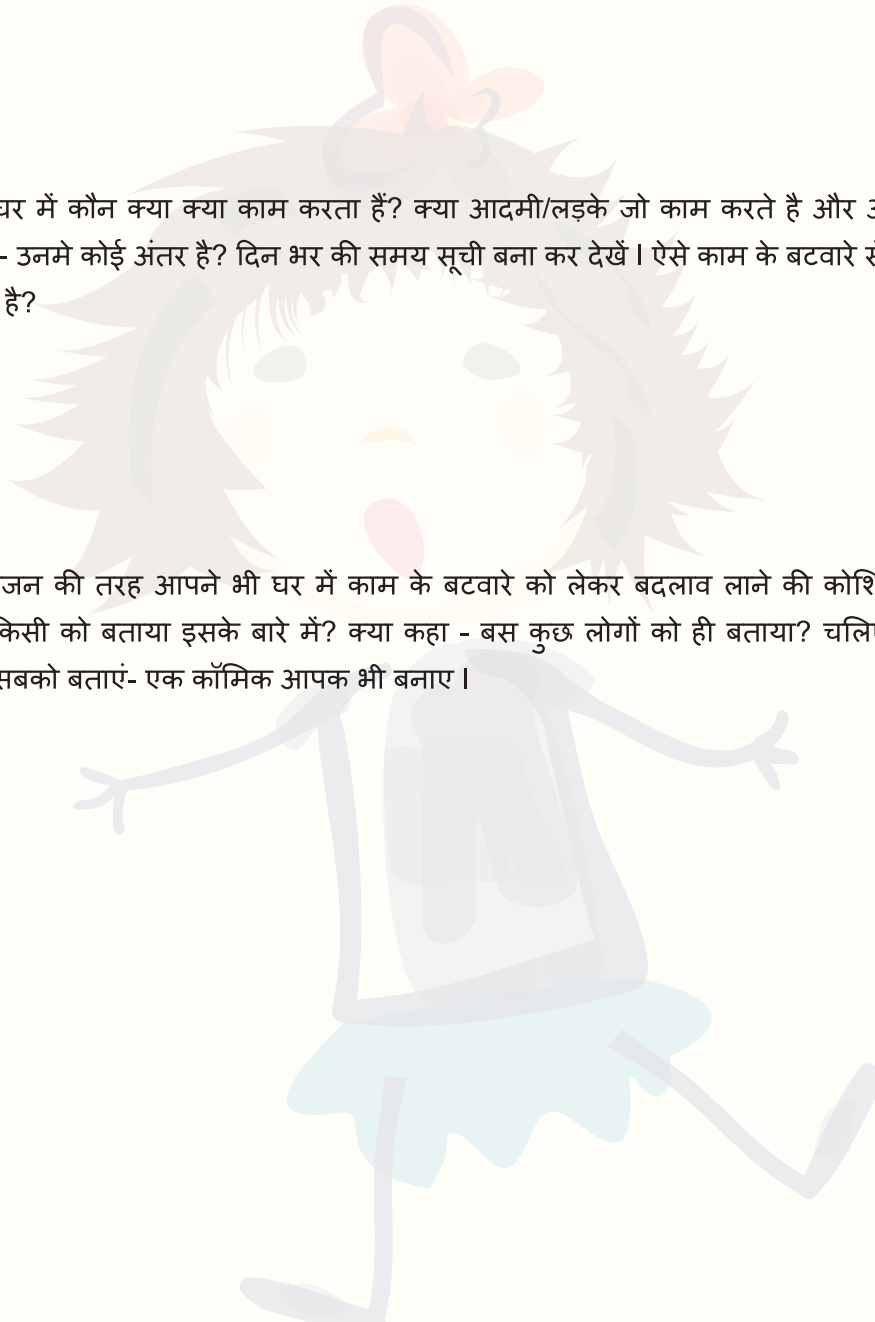 घर में कौन क्या क्या काम करता हैं? क्या आदमी/लड़के जो काम करते है और
- उनमे कोई अंतर है? दिन भर की समय सूची बना कर देखें I ऐसे काम के बटवारे
है?
जन की तरह आपने भी घर में काम के बटवारे को लेकर बदलाव लाने की
किसी को बताया इसके बारे में? क्या कहा - बस कुछ लोगों को ही बताया?
सबको बताएं- एक कॉमिक आपक भी बनाए I